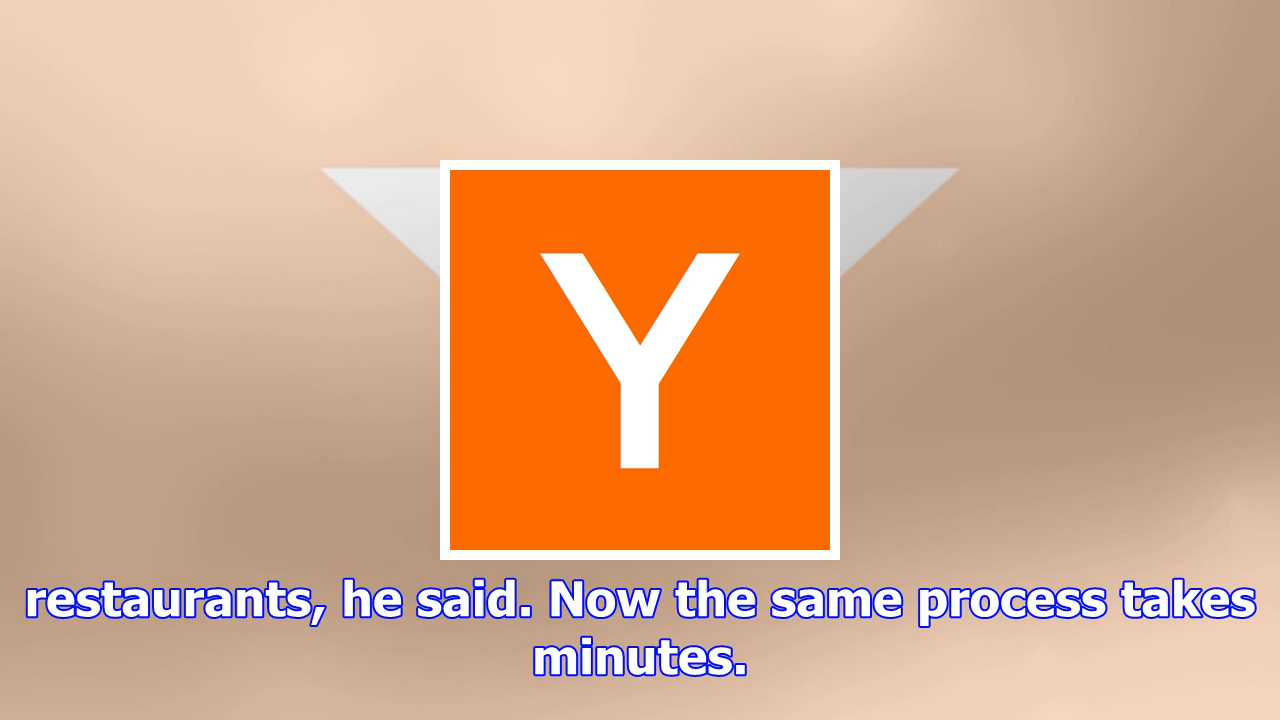 Y
restaurants, he said. Now the same process takes
minutes.